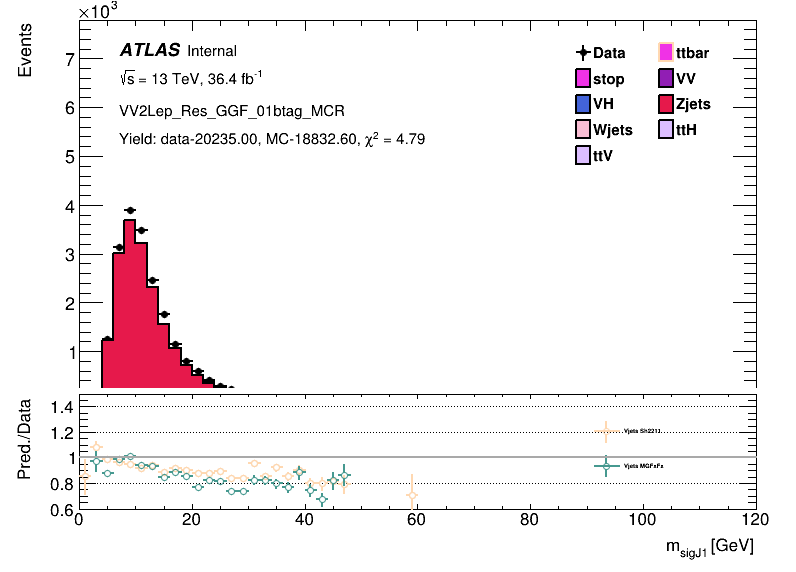 ×10³
Events
ATLAS Internal
√s = 13 TeV, 36.4 fb⁻¹
VV2Lep_Res_GGF_01btag_MCR
Yield: data-20235.00, MC-18832.60, χ² = 4.79
Data ttbar
stop VV
VH Zjets
Wjets ttH
ttV
7
6
5
4
3
2
1
Pred./Data
1.4
1.2
1
0.8
0.6
Vjets Sh2211
Vjets MGFxFx
0 20 40 60 80 100 120
m_sigJ1 [GeV]